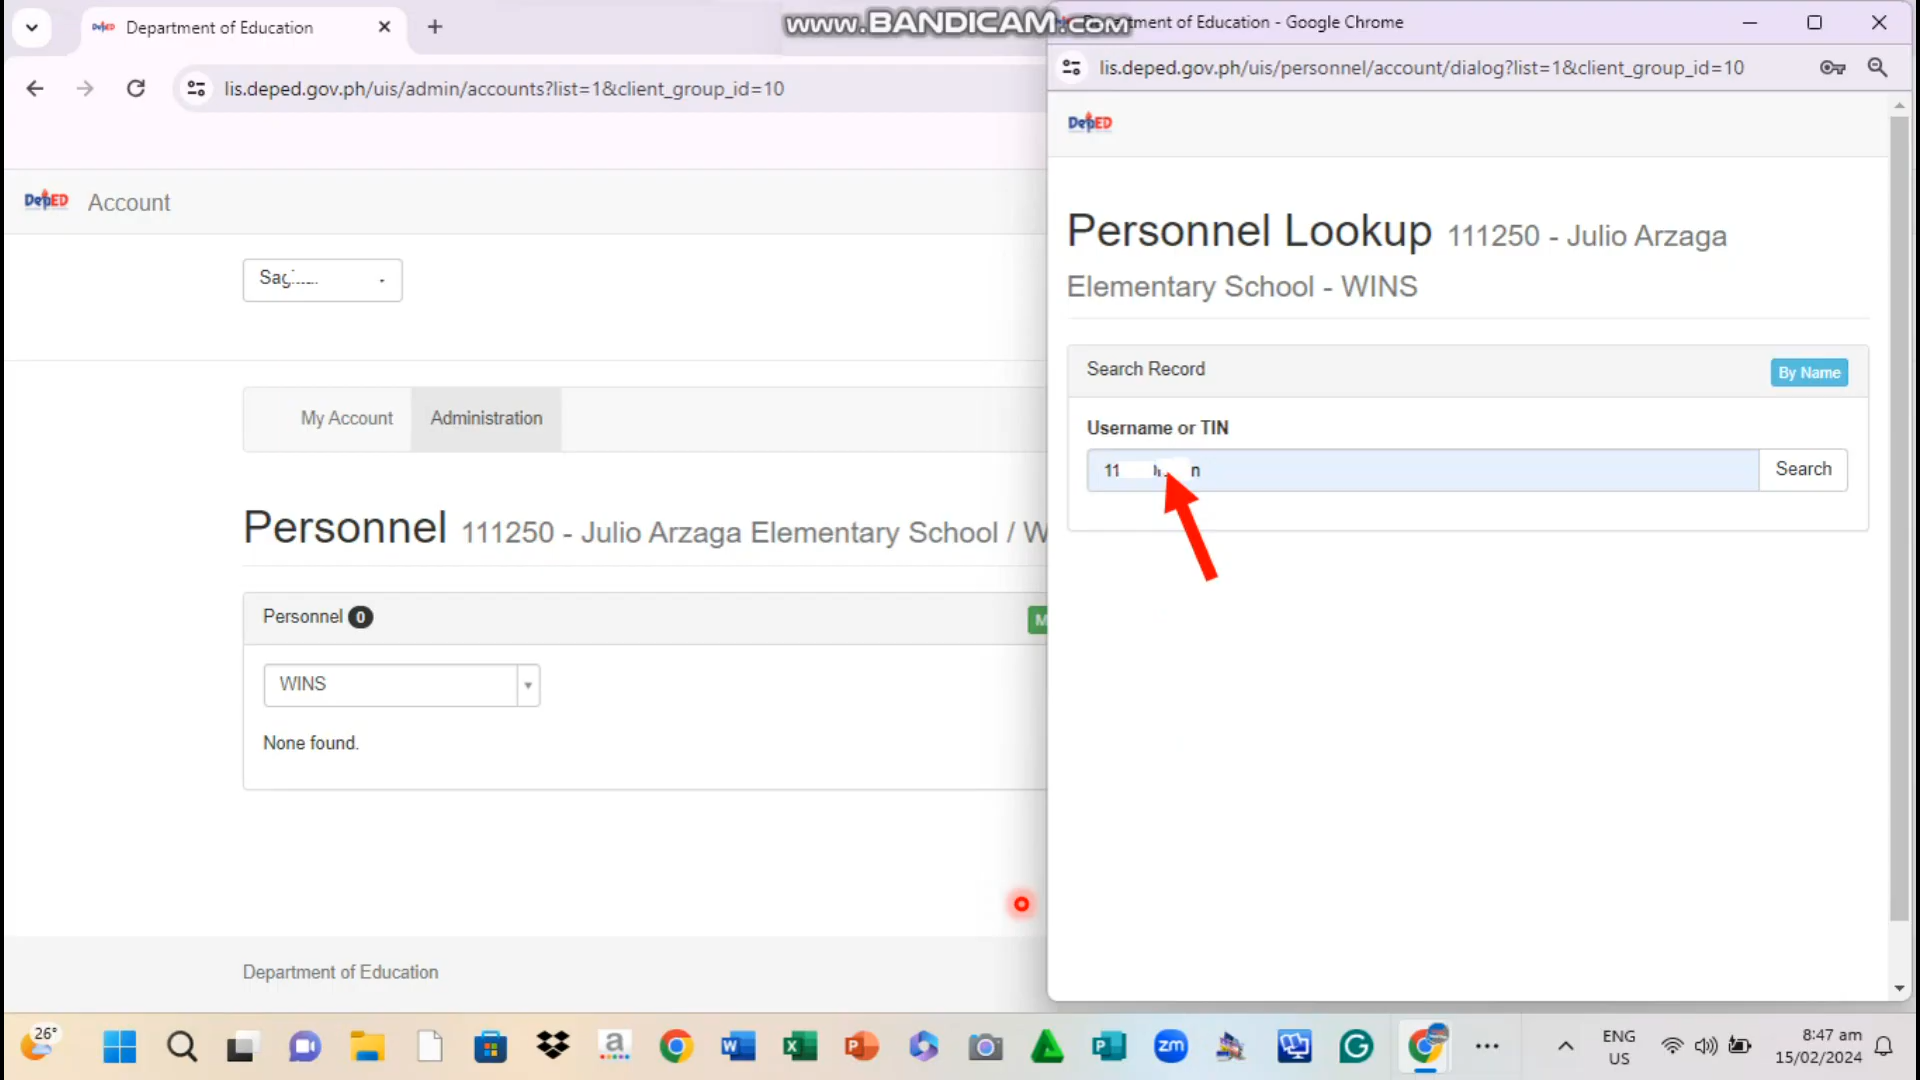 Department of Education
www.BANDICAM.com
lis.deped.gov.ph/uis/admin/accounts?list=1&client_group_id=10
DepED
Account
My Account
Administration
Personnel 111250 - Julio Arzaga Elementary School /
Personnel 0
WINS
None found.
Department of Education
of Education - Google Chrome
lis.deped.gov.ph/uis/personnel/account/dialog?list=1&client_group_id=10
DepED
Personnel Lookup 111250 - Julio Arzaga
Elementary School - WINS
Search Record
By Name
Username or TIN
Search
26°
ENG
US
8:47 am
15/02/2024